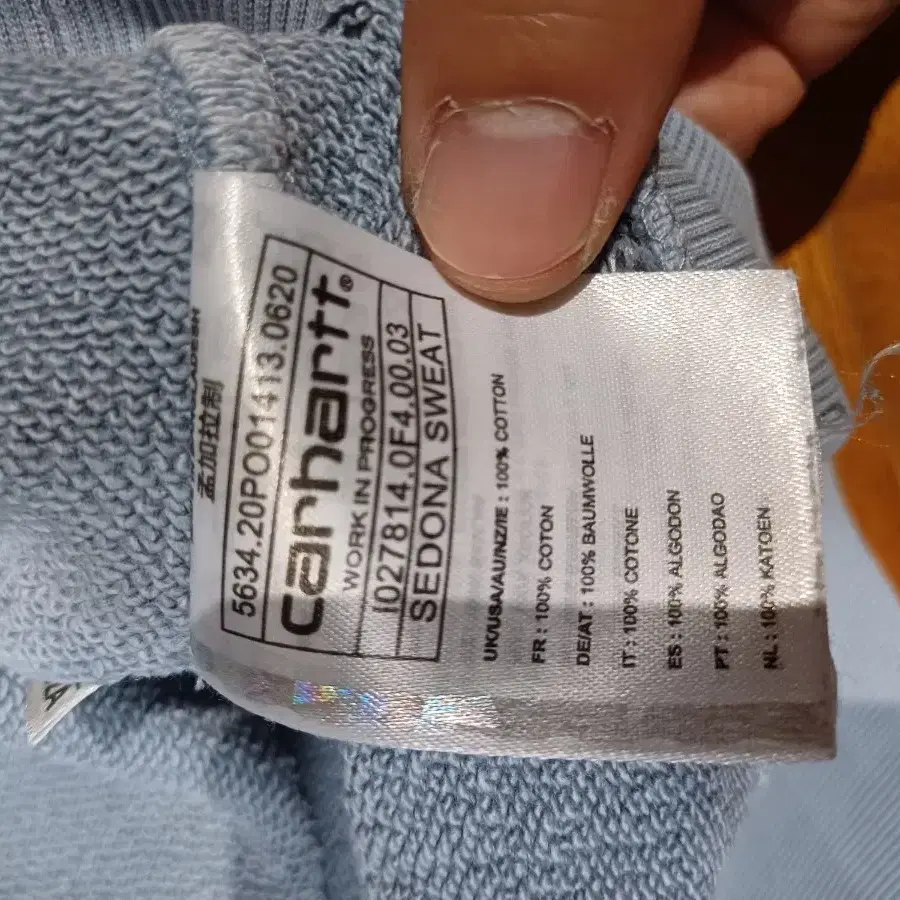 孟加拉制
5634.20PO01413.0620
carhartt®
WORK IN PROGRESS
I027814.0F4.00.03
SEDONA SWEAT
UK/USA/AU/NZ/IE : 100% COTTON
FR : 100% COTON
DE/AT : 100% BAUMWOLLE
IT : 100% COTONE
ES : 100% ALGODON
PT : 100% ALGODAO
NL : 100% KATOEN